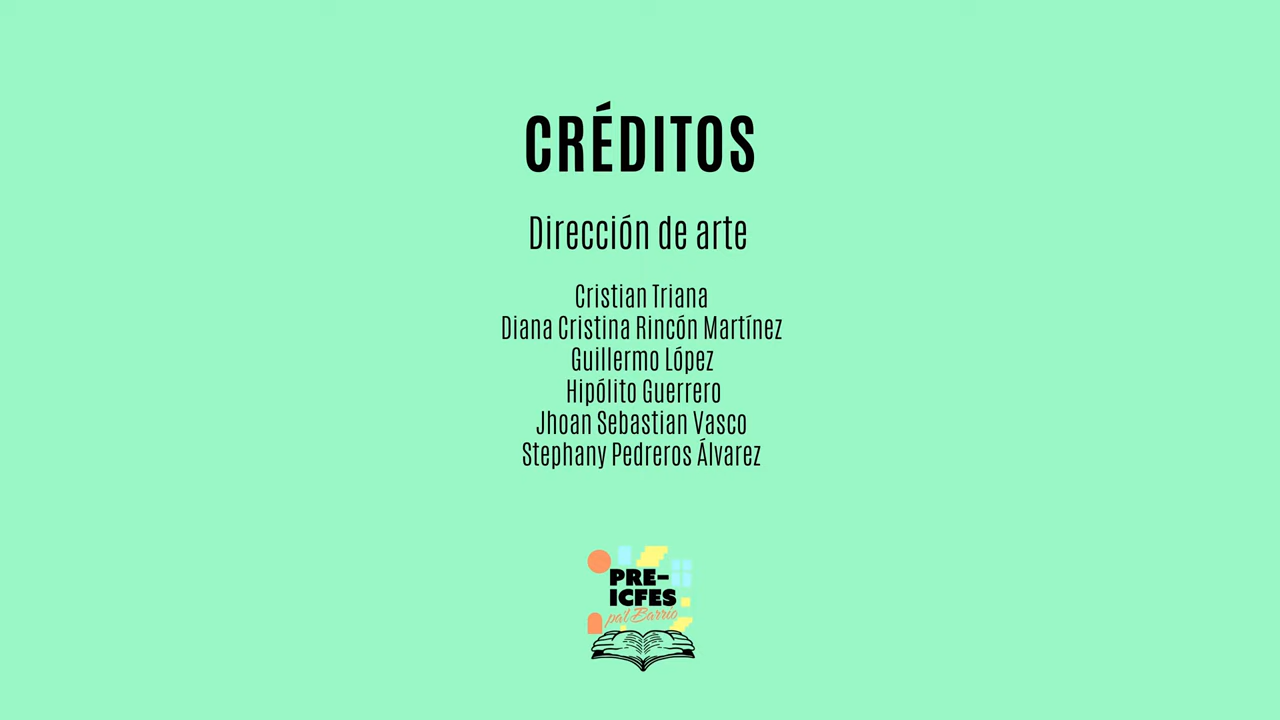 CRÉDITOS
Dirección de arte
Cristian Triana
Diana Cristina Rincón Martínez
Guillermo López
Hipólito Guerrero
Jhoan Sebastian Vasco
Stephany Pedreros Álvarez
PRE-
ICFES
pa'l Barrio